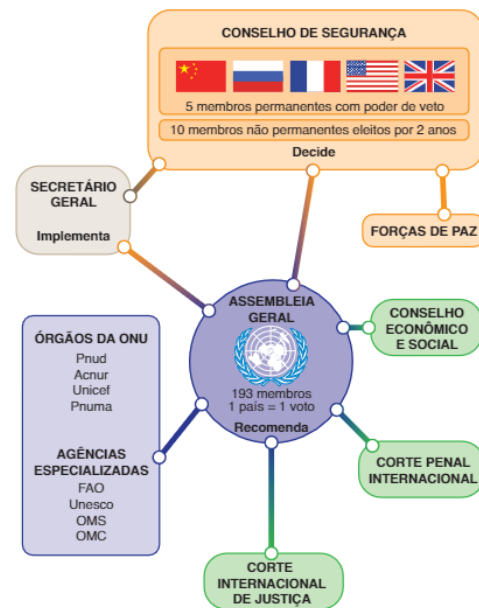 CONSELHO DE SEGURANÇA
5 membros permanentes com poder de veto
10 membros não permanentes eleitos por 2 anos
Decide
SECRETÁRIO
GERAL
Implementa
FORÇAS DE PAZ
ASSEMBLEIA
GERAL
193 membros
1 país = 1 voto
Recomenda
CONSELHO
ECONÔMICO
E SOCIAL
ÓRGÃOS DA ONU
Pnud
Acnur
Unicef
Pnuma
AGÊNCIAS
ESPECIALIZADAS
FAO
Unesco
OMS
OMC
CORTE PENAL
INTERNACIONAL
CORTE
INTERNACIONAL
DE JUSTIÇA